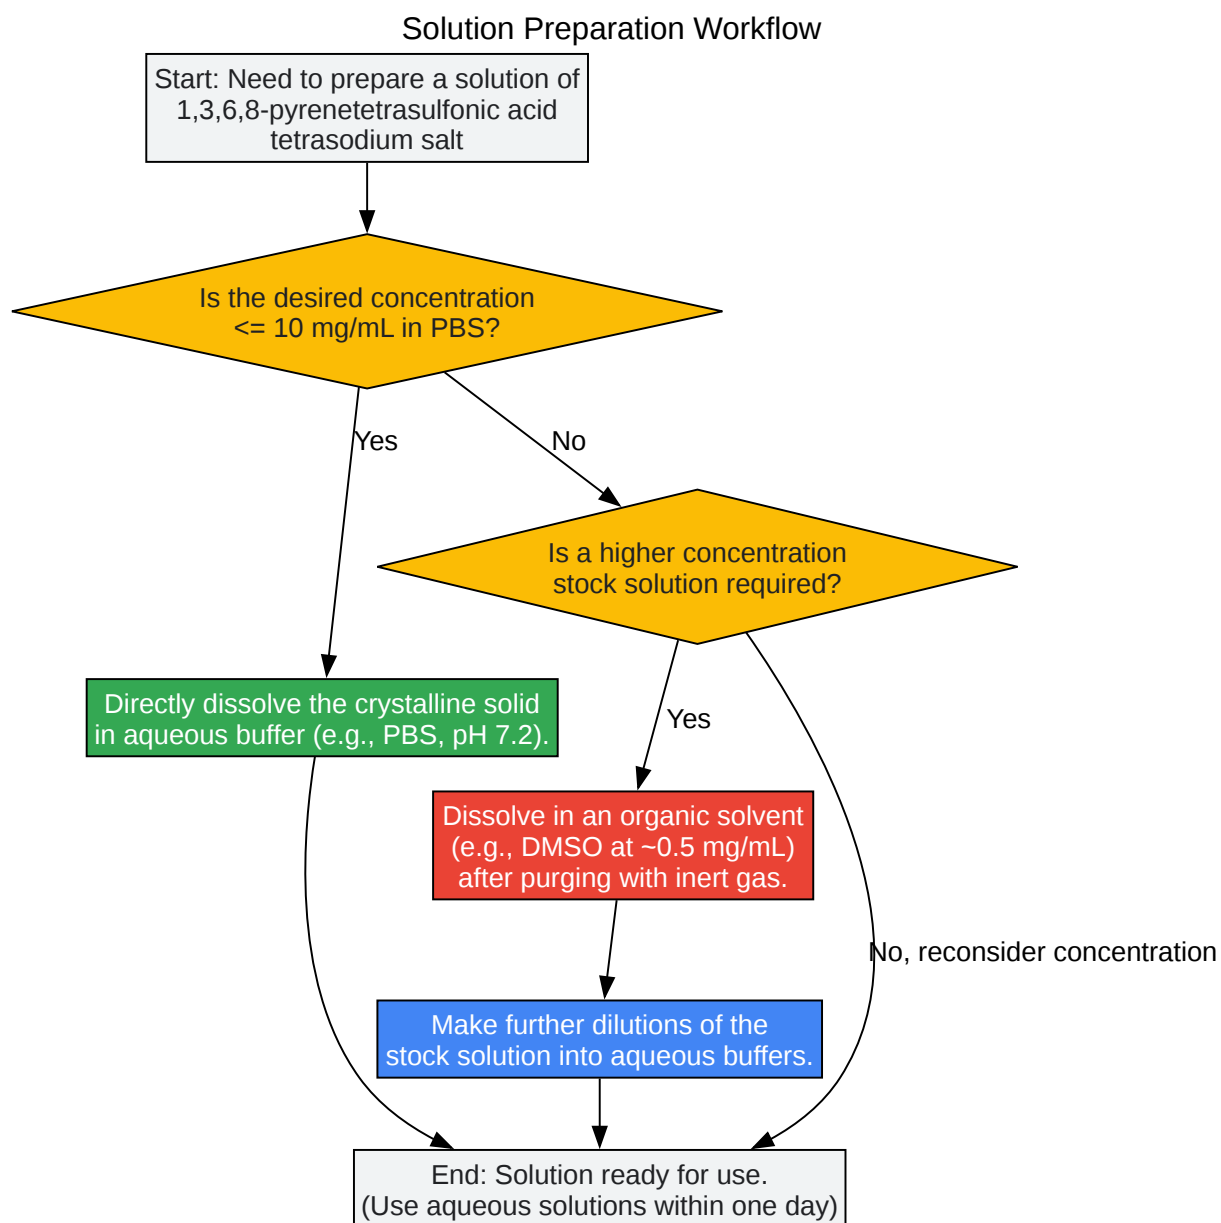 Solution Preparation Workflow
Start: Need to prepare a solution of
1,3,6,8-pyrenetetrasulfonic acid
tetrasodium salt
Is the desired concentration
<= 10 mg/mL in PBS?
Yes
No
Is a higher concentration
stock solution required?
Directly dissolve the crystalline solid
in aqueous buffer (e.g., PBS, pH 7.2).
Yes
Dissolve in an organic solvent
(e.g., DMSO at ~0.5 mg/mL)
after purging with inert gas.
No, reconsider concentration
Make further dilutions of the
stock solution into aqueous buffers.
End: Solution ready for use.
(Use aqueous solutions within one day)